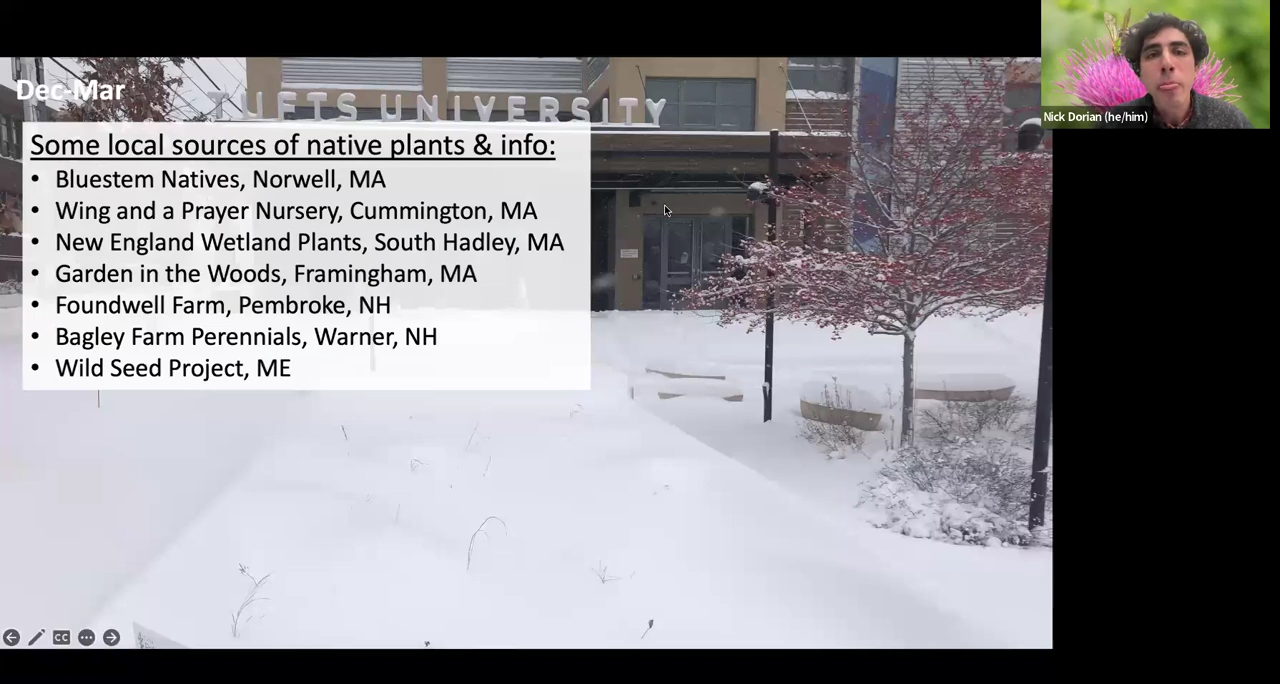 Dec-Mar
TUFTS UNIVERSITY
Some local sources of native plants & info:
• Bluestem Natives, Norwell, MA
• Wing and a Prayer Nursery, Cummington, MA
• New England Wetland Plants, South Hadley, MA
• Garden in the Woods, Framingham, MA
• Foundwell Farm, Pembroke, NH
• Bagley Farm Perennials, Warner, NH
• Wild Seed Project, ME
Nick Dorian (he/him)
CC